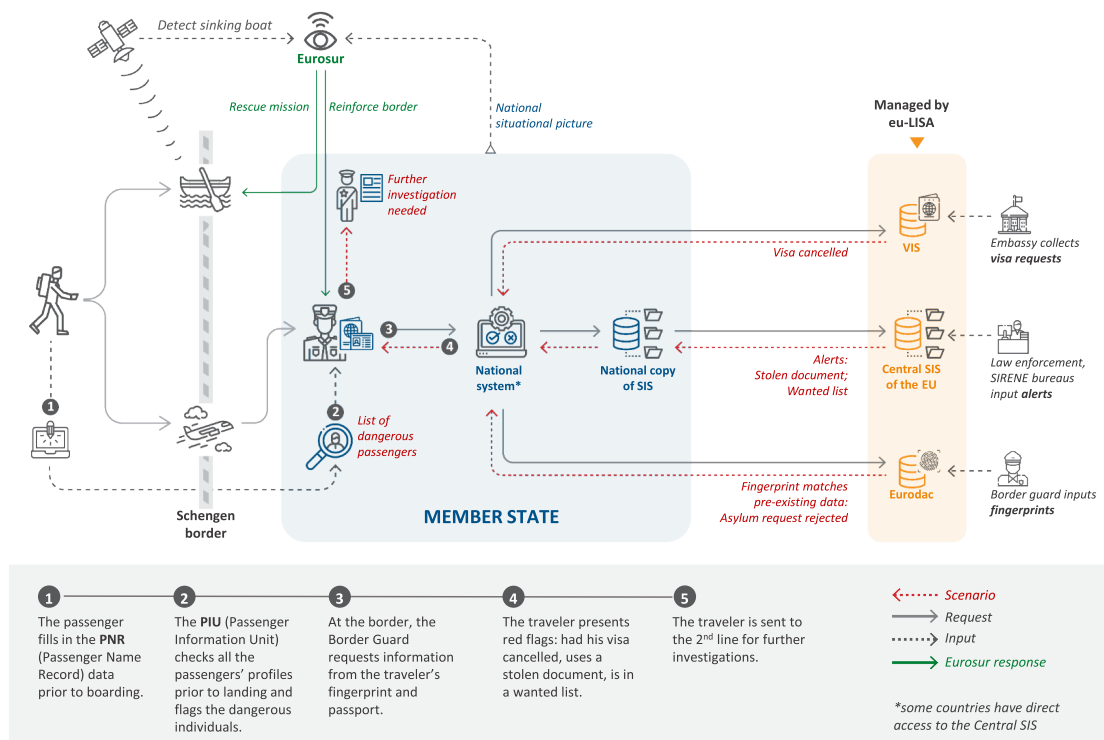 Detect sinking boat
Eurosur
Rescue mission
Reinforce border
National
situational picture
Managed by
eu-LISA
Further
investigation
needed
VIS
Visa cancelled
Embassy collects
visa requests
5
3
4
National
system*
National copy
of SIS
Central SIS
of the EU
Alerts:
Stolen document;
Wanted list
Law enforcement,
SIRENE bureaus
input alerts
1
2
List of
dangerous
passengers
Fingerprint matches
pre-existing data:
Asylum request rejected
Eurodac
Border guard inputs
fingerprints
Schengen
border
MEMBER STATE
1
The passenger
fills in the PNR
(Passenger Name
Record) data
prior to boarding.
2
The PIU (Passenger
Information Unit)
checks all the
passengers’ profiles
prior to landing and
flags the dangerous
individuals.
3
At the border, the
Border Guard
requests information
from the traveler’s
fingerprint and
passport.
4
The traveler presents
red flags: had his visa
cancelled, uses a
stolen document, is in
a wanted list.
5
The traveler is sent to
the 2nd line for further
investigations.
Scenario
Request
Input
Eurosur response
*some countries have direct
access to the Central SIS